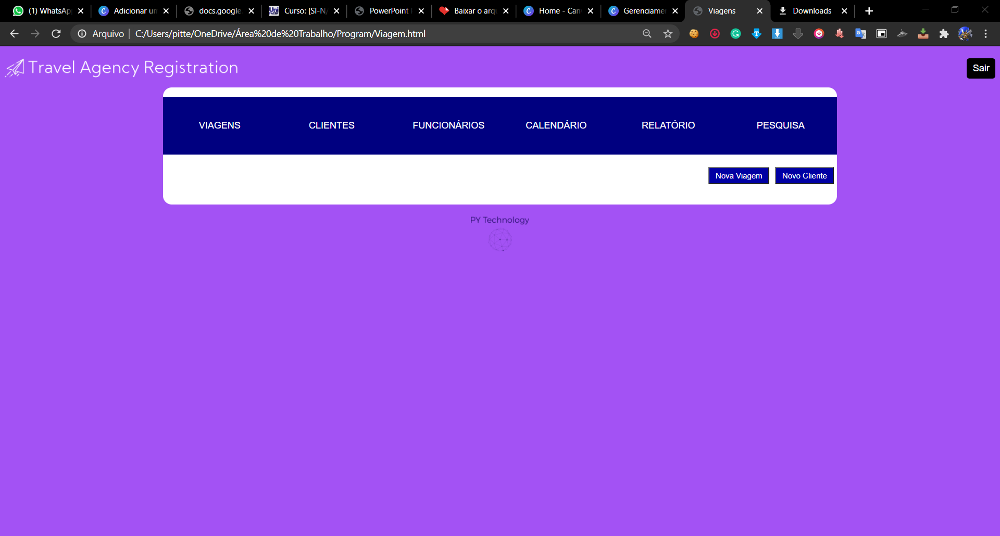 (1) WhatsAp Adicionar un docs.google. Curso: [SI-N PowerPoint Baixar o arq Home - Can Gerenciamen Viagens Downloads
Arquivo C:/Users/pitte/OneDrive/Área%20de%20Trabalho/Program/Viagem.html
Travel Agency Registration
Sair
VIAGENS CLIENTES FUNCIONÁRIOS CALENDÁRIO RELATÓRIO PESQUISA
Nova Viagem Novo Cliente
PY Technology